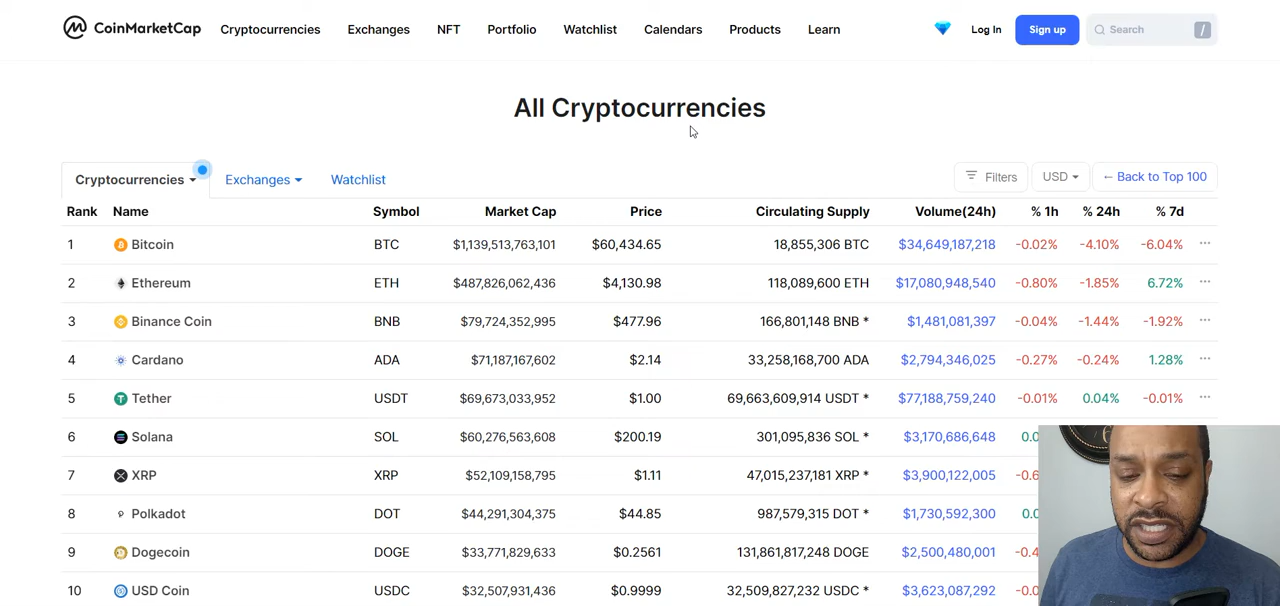 CoinMarketCap Cryptocurrencies Exchanges NFT Portfolio Watchlist Calendars Products Learn Log In Sign up Search /
All Cryptocurrencies
Cryptocurrencies Exchanges Watchlist Filters USD ← Back to Top 100
Rank Name Symbol Market Cap Price Circulating Supply Volume(24h) % 1h % 24h % 7d
1 Bitcoin BTC $1,139,513,763,101 $60,434.65 18,855,306 BTC $34,649,187,218 -0.02% -4.10% -6.04% ...
2 Ethereum ETH $487,826,062,436 $4,130.98 118,089,600 ETH $17,080,948,540 -0.80% -1.85% 6.72% ...
3 Binance Coin BNB $79,724,352,995 $477.96 166,801,148 BNB * $1,481,081,397 -0.04% -1.44% -1.92% ...
4 Cardano ADA $71,187,167,602 $2.14 33,258,168,700 ADA $2,794,346,025 -0.27% -0.24% 1.28% ...
5 Tether USDT $69,673,033,952 $1.00 69,663,609,914 USDT * $77,188,759,240 -0.01% 0.04% -0.01% ...
6 Solana SOL $60,276,563,608 $200.19 301,095,836 SOL * $3,170,686,648 0.0
7 XRP XRP $52,109,158,795 $1.11 47,015,237,181 XRP * $3,900,122,005 -0.6
8 Polkadot DOT $44,291,304,375 $44.85 987,579,315 DOT * $1,730,592,300 0.0
9 Dogecoin DOGE $33,771,829,633 $0.2561 131,861,817,248 DOGE $2,500,480,001 -0.4
10 USD Coin USDC $32,507,931,436 $0.9999 32,509,827,232 USDC * $3,623,087,292 -0.0